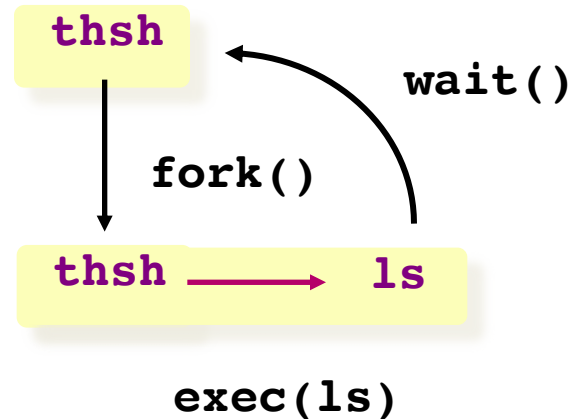 thsh
wait()
fork()
thsh ls
exec(ls)